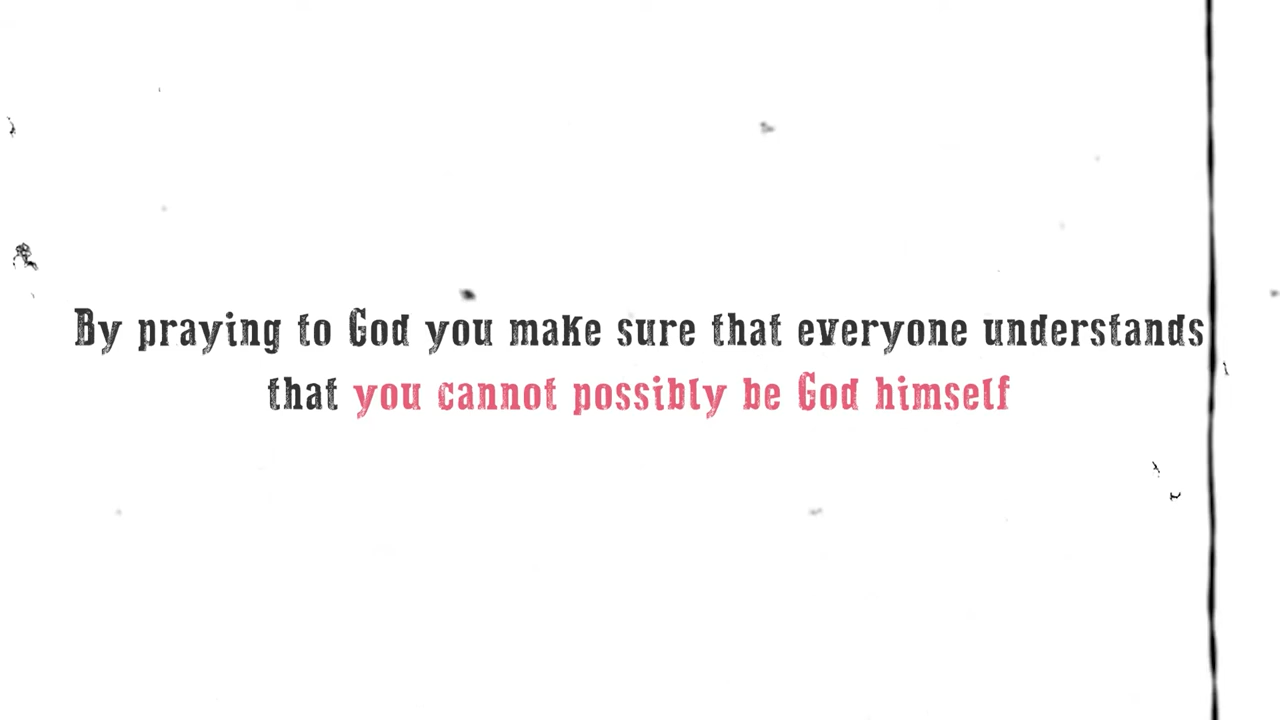 By praying to God you make sure that everyone understands
that you cannot possibly be God himself